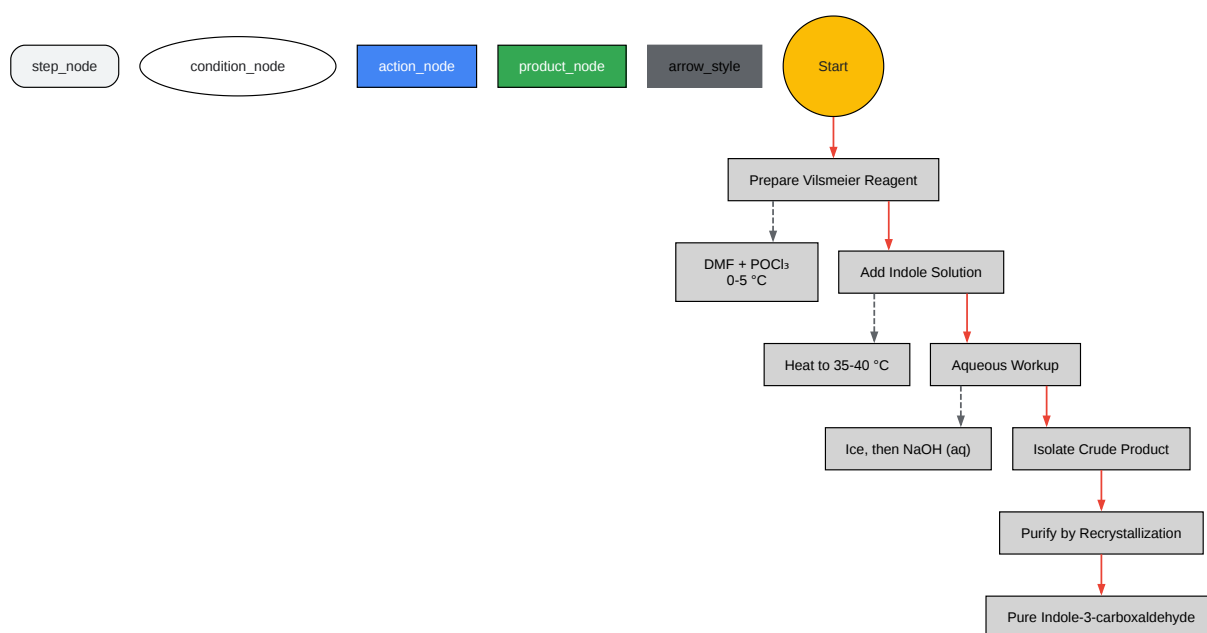 step_node
condition_node
action_node
product_node
arrow_style
Start
Prepare Vilsmeier Reagent
DMF + POCl₃
0-5 °C
Add Indole Solution
Heat to 35-40 °C
Aqueous Workup
Ice, then NaOH (aq)
Isolate Crude Product
Purify by Recrystallization
Pure Indole-3-carboxaldehyde